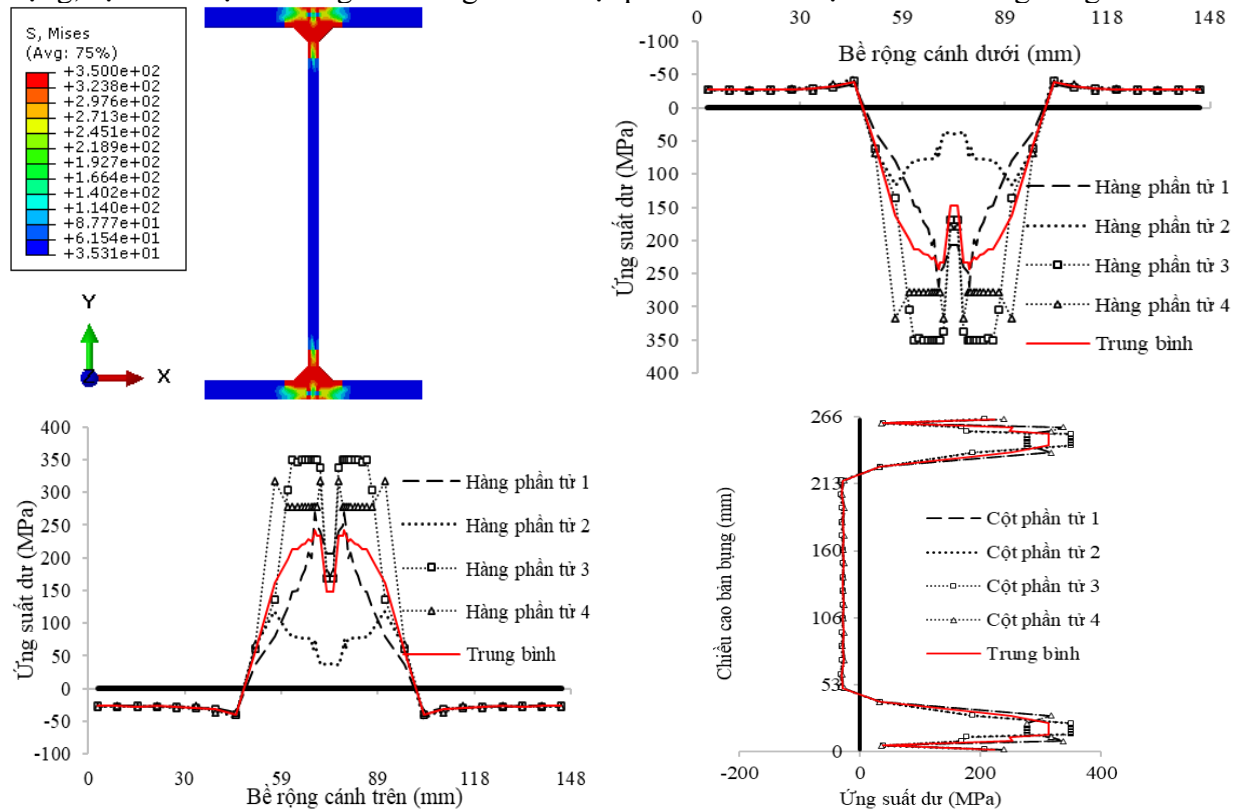 S, Mises
(Avg: 75%)
+3.500e+02
+3.238e+02
+2.976e+02
+2.713e+02
+2.451e+02
+2.189e+02
+1.927e+02
+1.664e+02
+1.402e+02
+1.140e+02
+8.777e+01
+6.154e+01
+3.531e+01
Y
Z
X
0
30
59
89
118
148
Bề rộng cánh dưới (mm)
-100
-50
0
50
100
150
200
250
300
350
400
Ứng suất dư (MPa)
Hàng phần tử 1
Hàng phần tử 2
Hàng phần tử 3
Hàng phần tử 4
Trung bình
400
350
300
250
200
150
100
50
0
-50
-100
Ứng suất dư (MPa)
Hàng phần tử 1
Hàng phần tử 2
Hàng phần tử 3
Hàng phần tử 4
Trung bình
0
30
59
89
118
148
Bề rộng cánh trên (mm)
266
213
160
106
53
0
Chiều cao bản bụng (mm)
Cột phần tử 1
Cột phần tử 2
Cột phần tử 3
Cột phần tử 4
Trung bình
-200
0
200
400
Ứng suất dư (MPa)